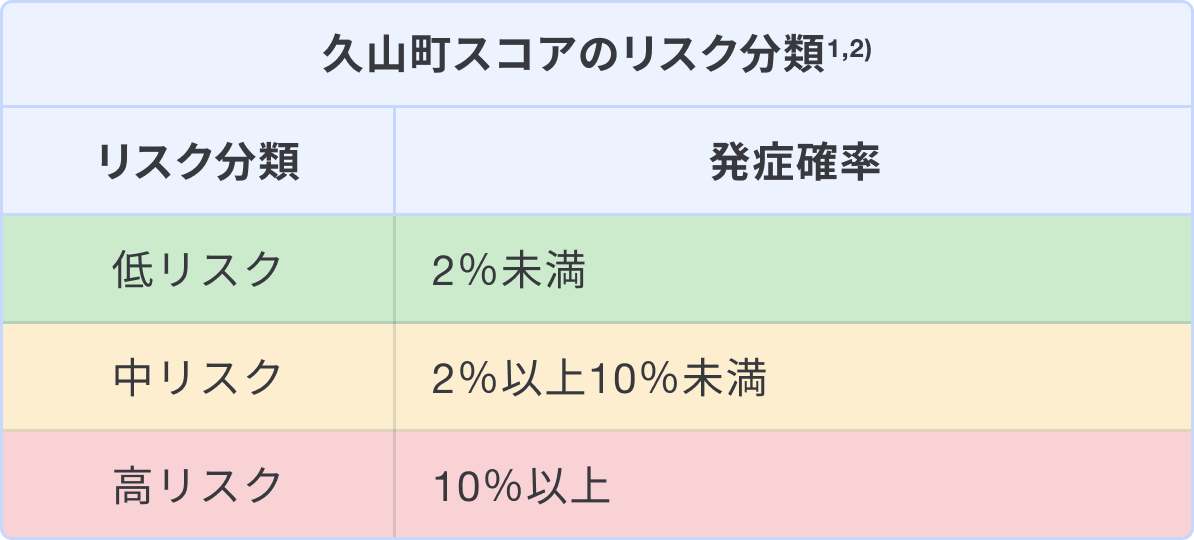 久山町スコアのリスク分類1,2)
リスク分類 発症確率
低リスク 2%未満
中リスク 2%以上10%未満
高リスク 10%以上